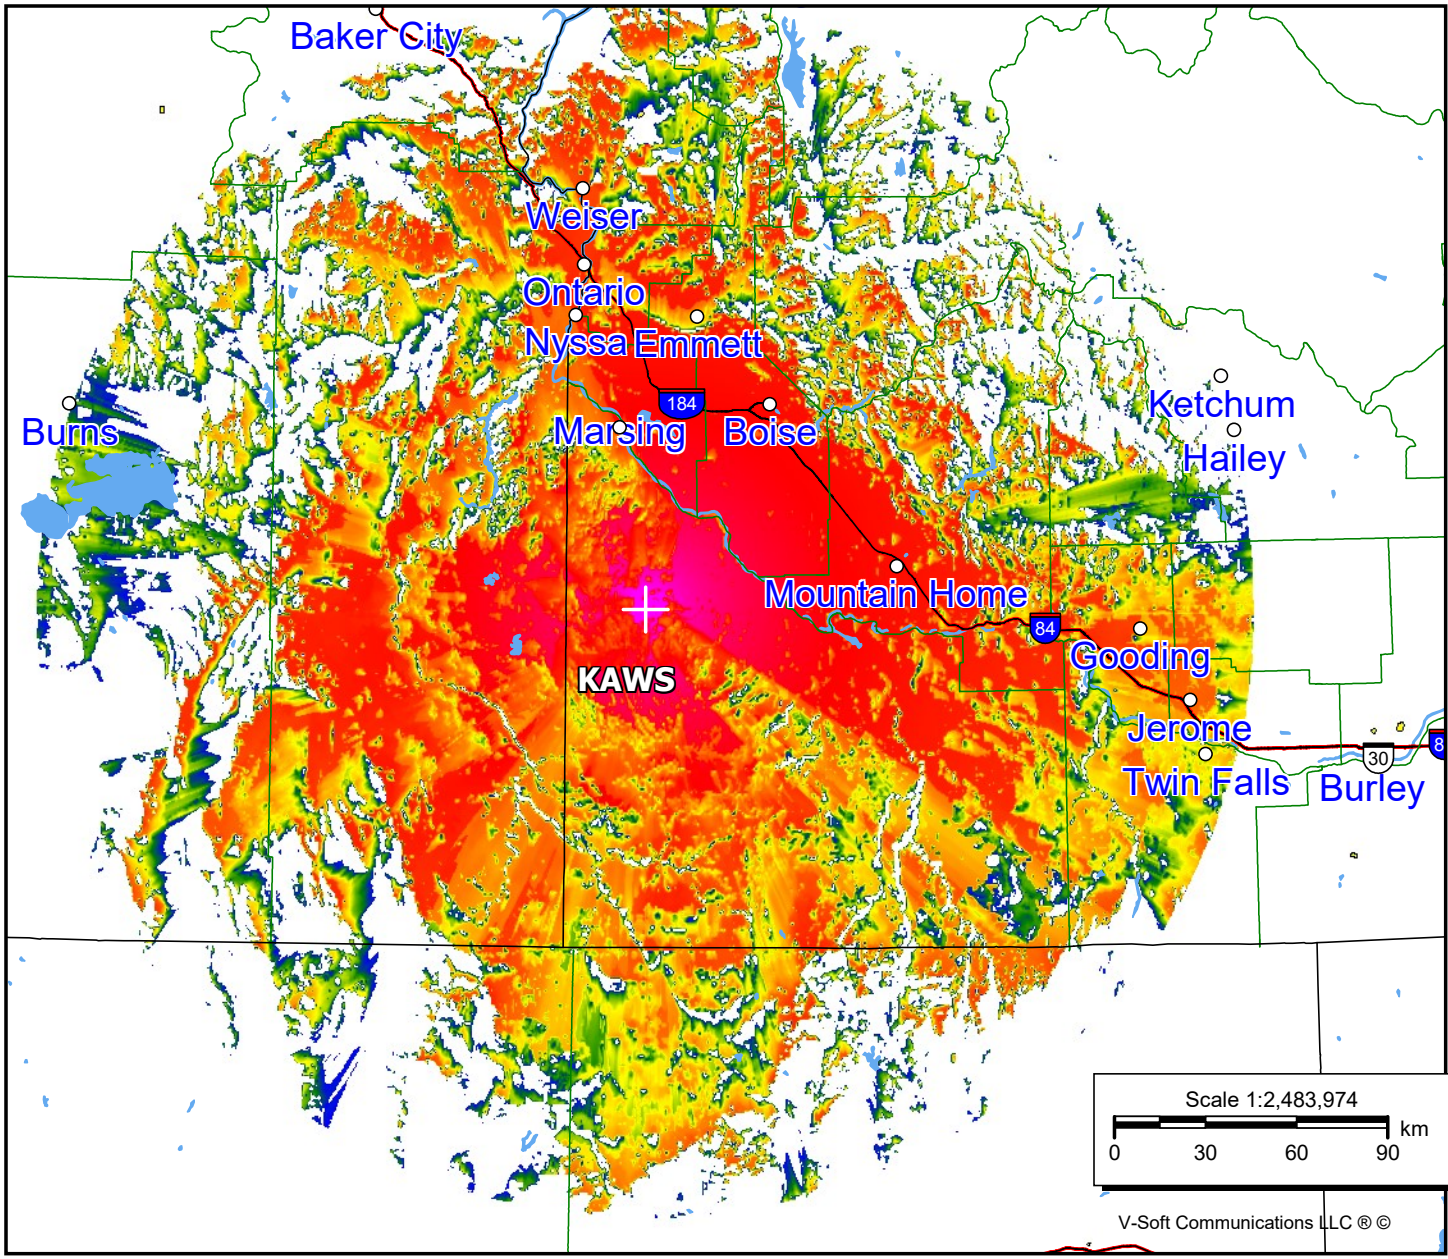 Baker City
Weiser
Ontario
Nyssa
Emmett
184
Ketchum
Burns
Marsing
Boise
Hailey
Mountain Home
84
Gooding
KAWS
Jerome
8
30
Twin Falls
Burley
Scale 1:2,483,974
km
0 30 60 90
V-Soft Communications LLC ® ©